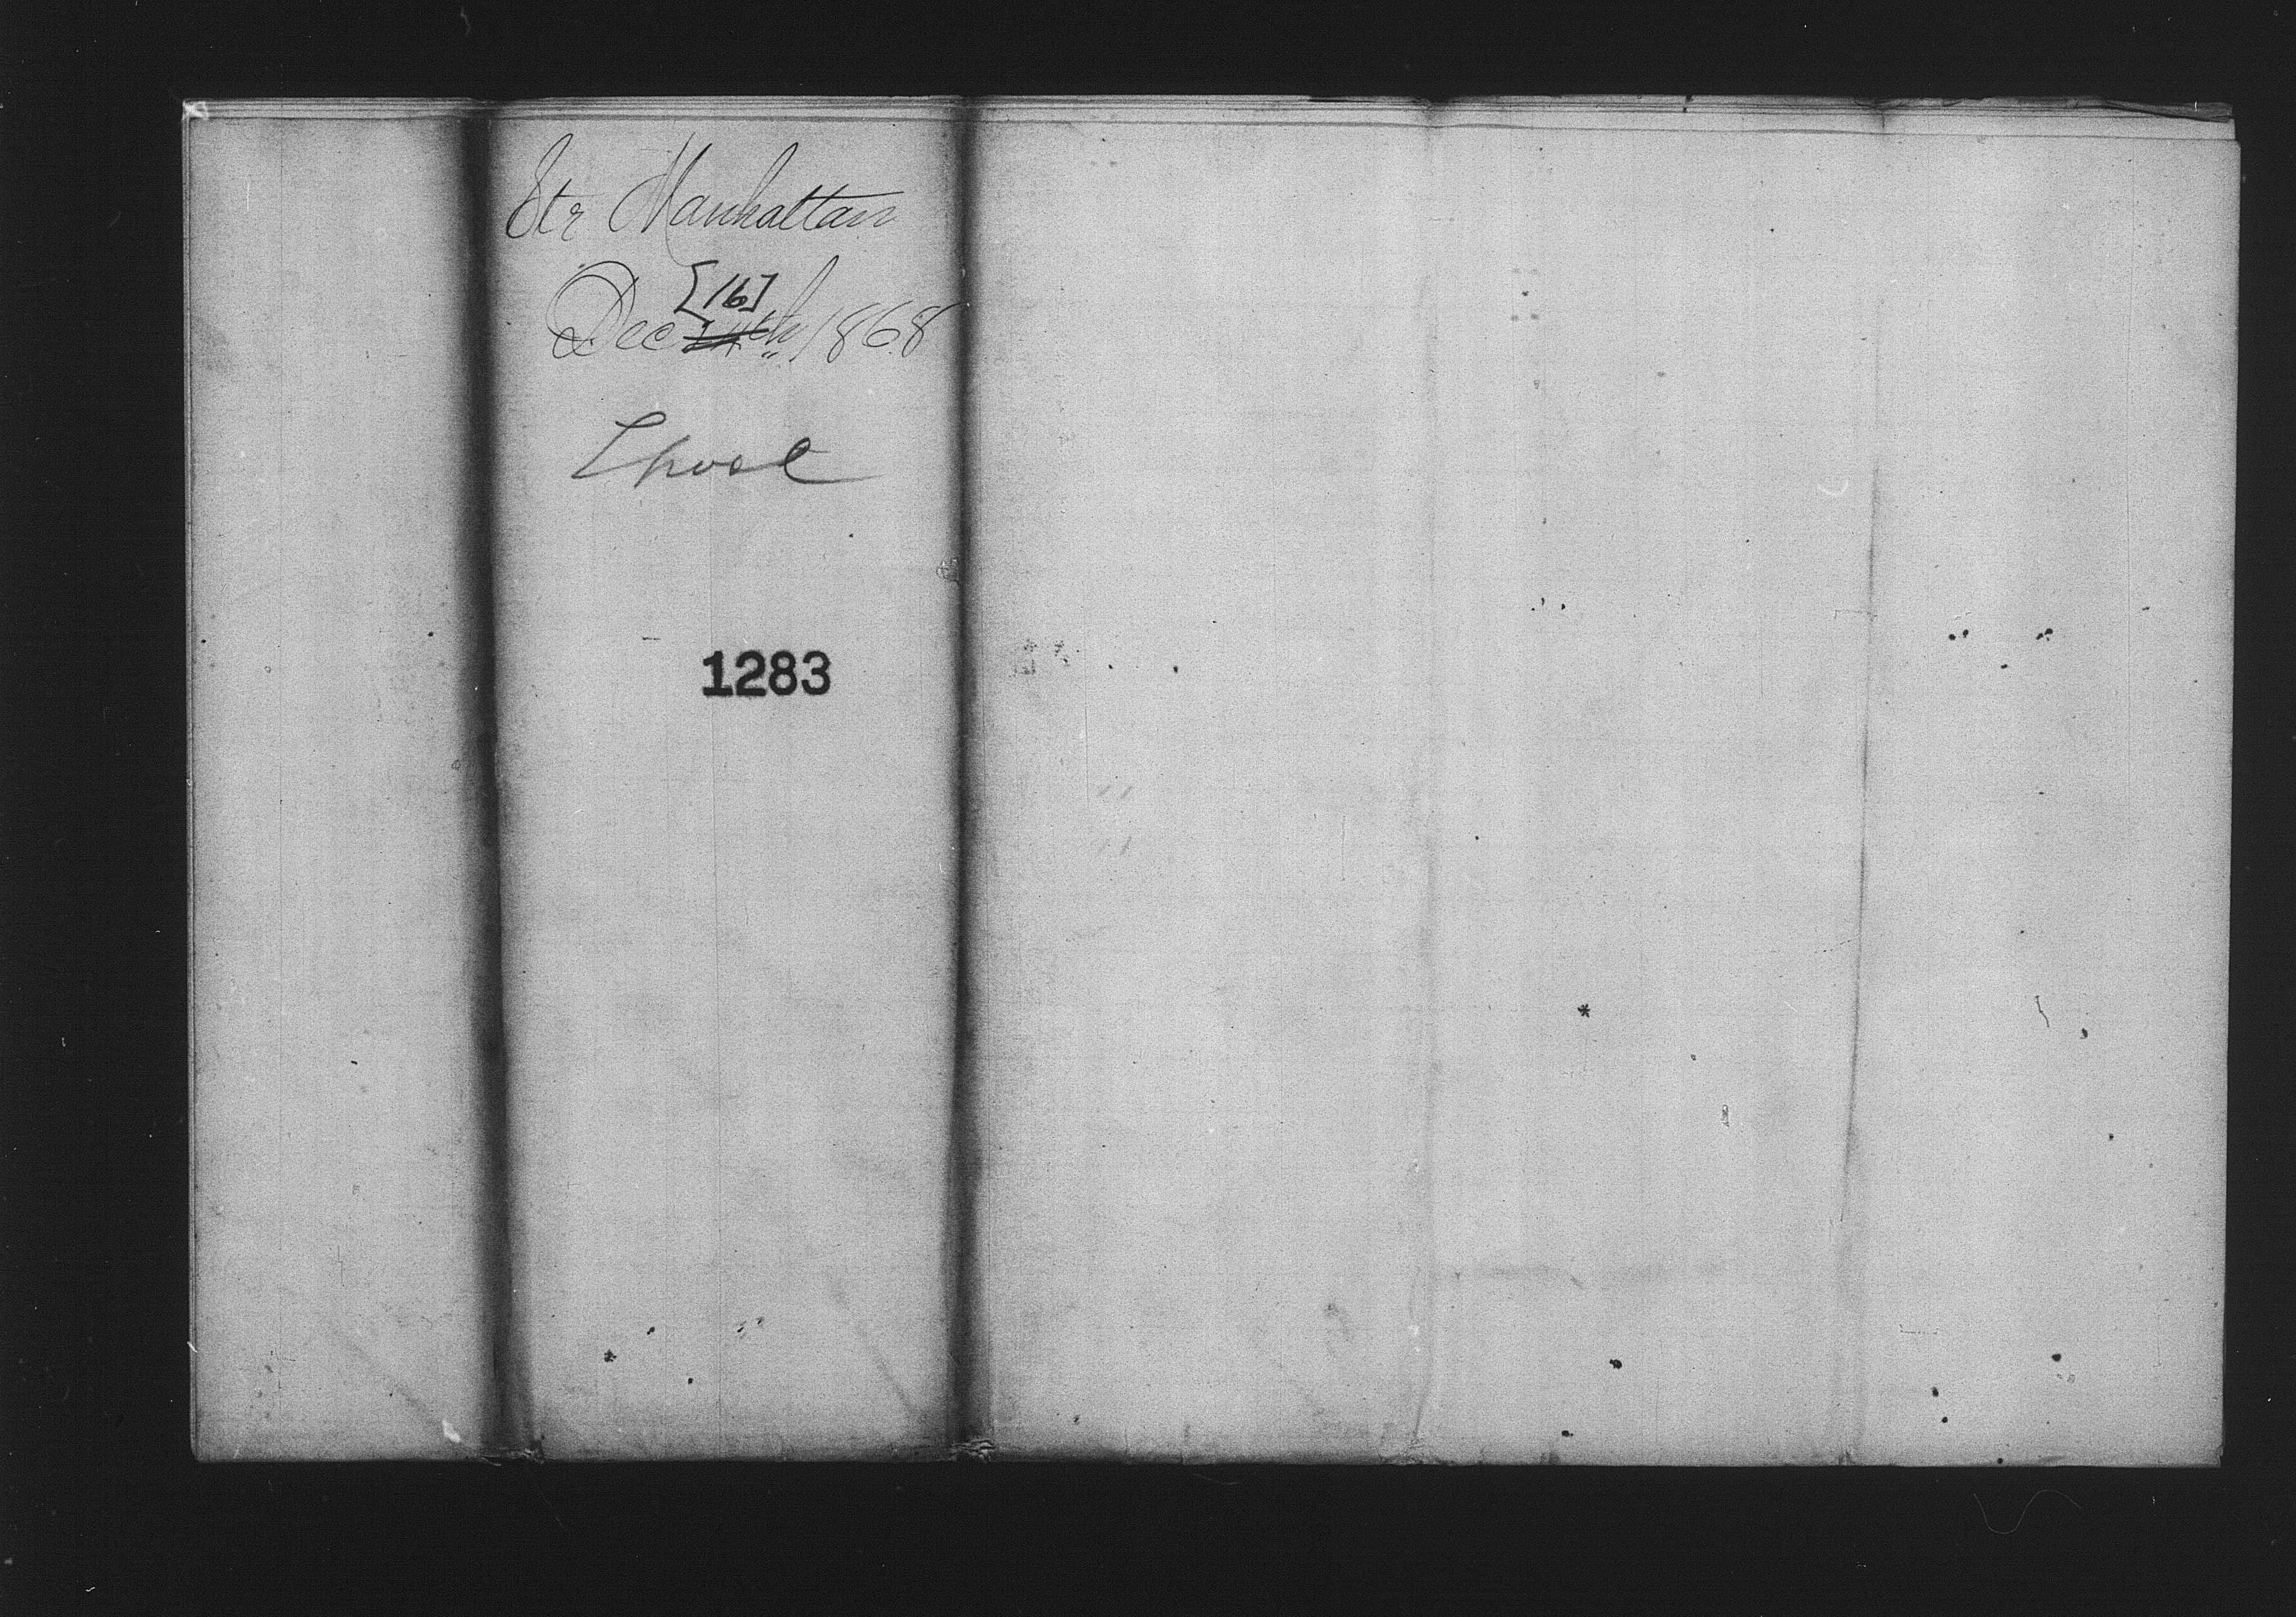 Str Manhattan
[16]
Dec 14th 1868
Lpool
1283